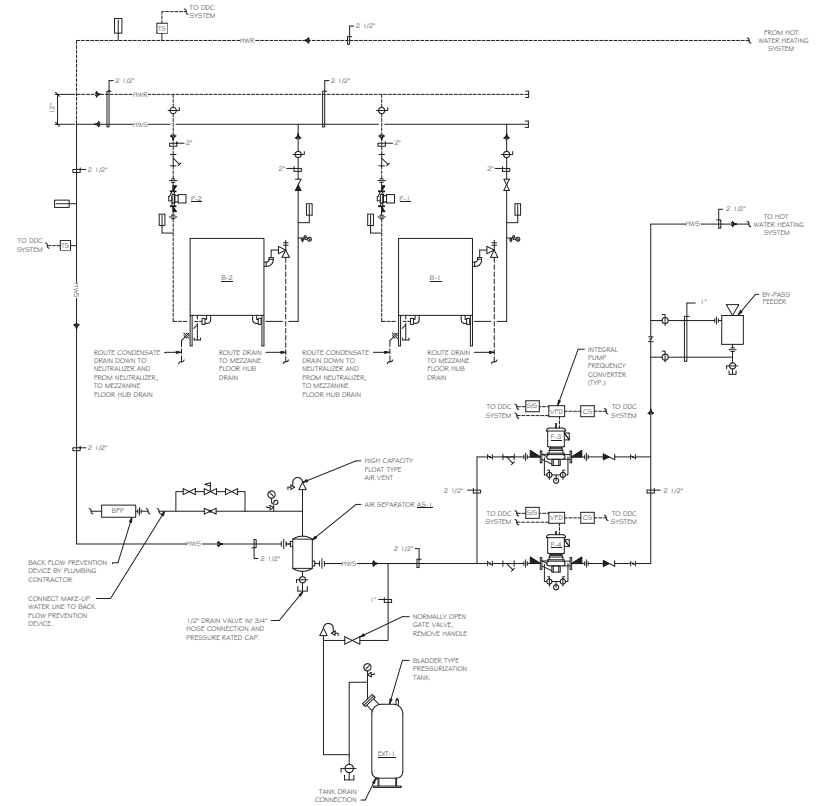 TO DDC
SYSTEM
TS
2 1/2"
HWR
FROM HOT
WATER HEATING
SYSTEM
2 1/2"
2 1/2"
HWR
12"
HWS
2"
2"
2"
2"
2 1/2"
P-2
P-1
2 1/2"
HWS
TO HOT
WATER HEATING
SYSTEM
TO DDC
SYSTEM
TS
B-2
B-1
HWS
1"
BY-PASS
FEEDER
ROUTE CONDENSATE
DRAIN DOWN TO
NEUTRALIZER AND
FROM NEUTRALIZER,
TO MEZZANINE
FLOOR HUB DRAIN
ROUTE DRAIN
TO MEZZAINE
FLOOR HUB
DRAIN
ROUTE CONDENSATE
DRAIN DOWN TO
NEUTRALIZER AND
FROM NEUTRALIZER,
TO MEZZANINE
FLOOR HUB DRAIN
ROUTE DRAIN
TO MEZZAINE
FLOOR HUB
DRAIN
INTEGRAL
PUMP
FREQUENCY
CONVERTER
(TYP.)
TO DDC
SYSTEM
S/S
VFD
CS
TO DDC
SYSTEM
P-3
2 1/2"
HIGH CAPACITY
FLOAT TYPE
AIR VENT
2 1/2"
2 1/2"
AIR SEPARATOR AS-1
BFP
TO DDC
SYSTEM
S/S
VFD
CS
TO DDC
SYSTEM
P-4
HWS
2 1/2"
2 1/2"
HWS
BACK FLOW PREVENTION
DEVICE BY PLUMBING
CONTRACTOR.
CONNECT MAKE-UP
WATER LINE TO BACK
FLOW PREVENTION
DEVICE.
1"
1/2" DRAIN VALVE W/ 3/4"
HOSE CONNECTION AND
PRESSURE RATED CAP.
NORMALLY OPEN
GATE VALVE,
REMOVE HANDLE
BLADDER TYPE
PRESSURIZATION
TANK
EXT-1
TANK DRAIN
CONNECTION